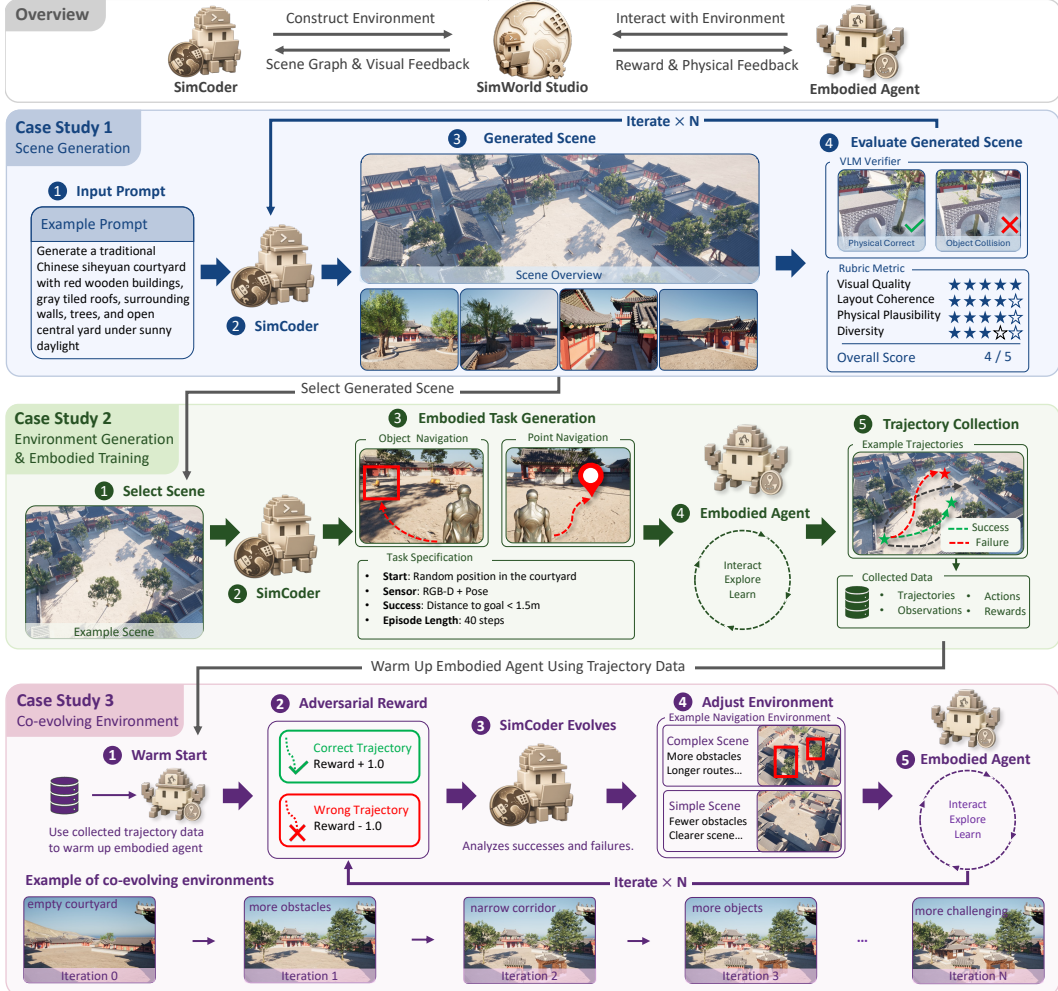 Overview
Construct Environment
Interact with Environment
Scene Graph & Visual Feedback
Reward & Physical Feedback
SimCoder
SimWorld Studio
Embodied Agent
Case Study 1
Scene Generation
Iterate × N
1 Input Prompt
Example Prompt
Generate a traditional
Chinese siheyuan courtyard
with red wooden buildings,
gray tiled roofs, surrounding
walls, trees, and open
central yard under sunny
daylight
2 SimCoder
3 Generated Scene
Scene Overview
4 Evaluate Generated Scene
VLM Verifier
Physical Correct
Object Collision
Rubric Metric
Visual Quality ★★★★★
Layout Coherence ★★★★☆
Physical Plausibility ★★★★☆
Diversity ★★★☆☆
Overall Score 4 / 5
Select Generated Scene
Case Study 2
Environment Generation
& Embodied Training
1 Select Scene
Example Scene
2 SimCoder
3 Embodied Task Generation
Object Navigation
Point Navigation
Task Specification
• Start: Random position in the courtyard
• Sensor: RGB-D + Pose
• Success: Distance to goal < 1.5m
• Episode Length: 40 steps
4 Embodied Agent
Interact
Explore
Learn
5 Trajectory Collection
Example Trajectories
Success
Failure
Collected Data
• Trajectories • Actions
• Observations • Rewards
Warm Up Embodied Agent Using Trajectory Data
Case Study 3
Co-evolving Environment
1 Warm Start
Use collected trajectory data
to warm up embodied agent
2 Adversarial Reward
Correct Trajectory
Reward + 1.0
Wrong Trajectory
Reward - 1.0
3 SimCoder Evolves
Analyzes successes and failures.
4 Adjust Environment
Example Navigation Environment
Complex Scene
More obstacles
Longer routes...
Simple Scene
Fewer obstacles
Clearer scene...
5 Embodied Agent
Interact
Explore
Learn
Iterate × N
Example of co-evolving environments
empty courtyard
Iteration 0
more obstacles
Iteration 1
narrow corridor
Iteration 2
more objects
Iteration 3
...
more challenging
Iteration N